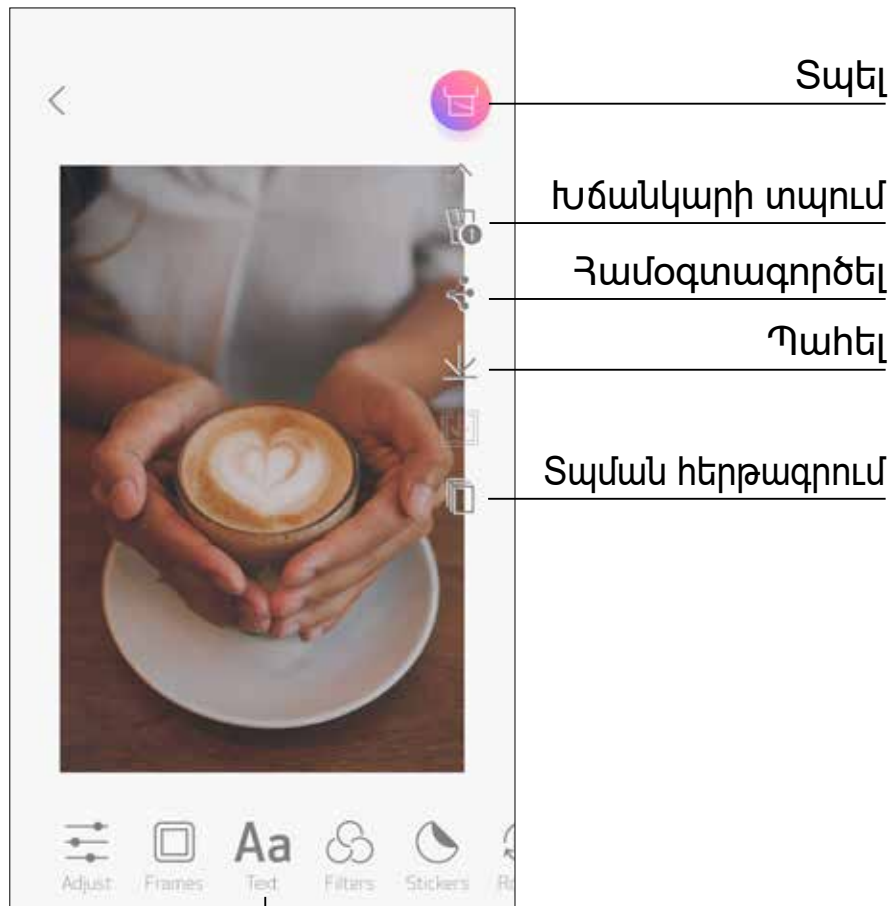 Տպել
Խճանկարի տպում
Համօգտագործել
Պահել
Տպման հերթագրում
Adjust
Frames
Aa
Text
Filters
Stickers